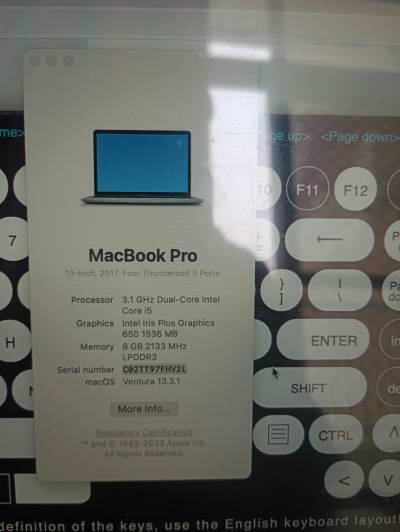 me>
ge up> <Page down>
10 F11 F12
MacBook Pro
13-inch, 2017, Four Thunderbolt 3 Ports
7
+
=
←
Processor 3.1 GHz Dual-Core Intel
Core i5
}
]
|
\
Graphics Intel Iris Plus Graphics
650 1536 MB
H
Memory 8 GB 2133 MHz
LPDDR3
ENTER
Serial number C02TT97FHV2L
macOS Ventura 13.3.1
SHIFT
de
More Info...
Regulatory Certification
™ and © 1983-2023 Apple Inc.
All Rights Reserved.
CTRL
definition of the keys, use the English keyboard layout!